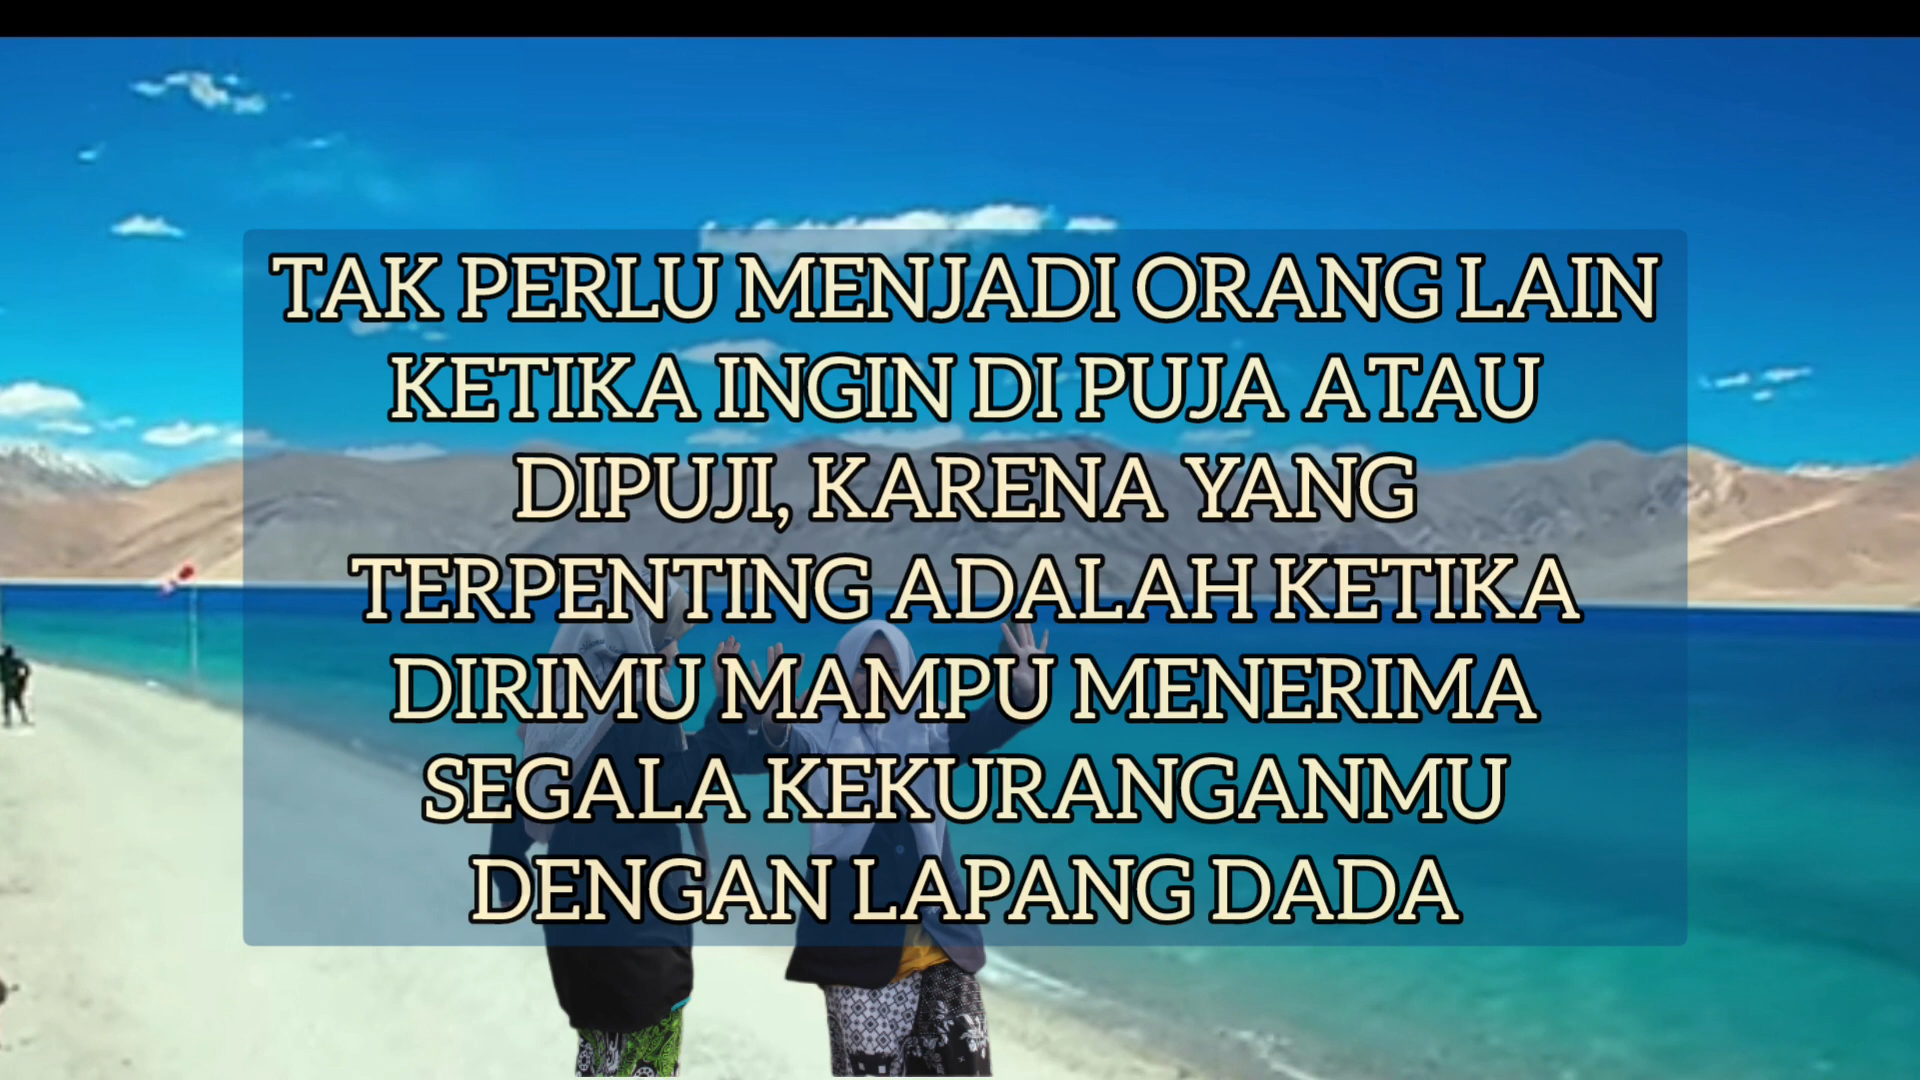 TAK PERLU MENJADI ORANG LAIN
KETIKA INGIN DI PUJA ATAU
DIPUJI, KARENA YANG
TERPENTING ADALAH KETIKA
DIRIMU MAMPU MENERIMA
SEGALA KEKURANGANMU
DENGAN LAPANG DADA